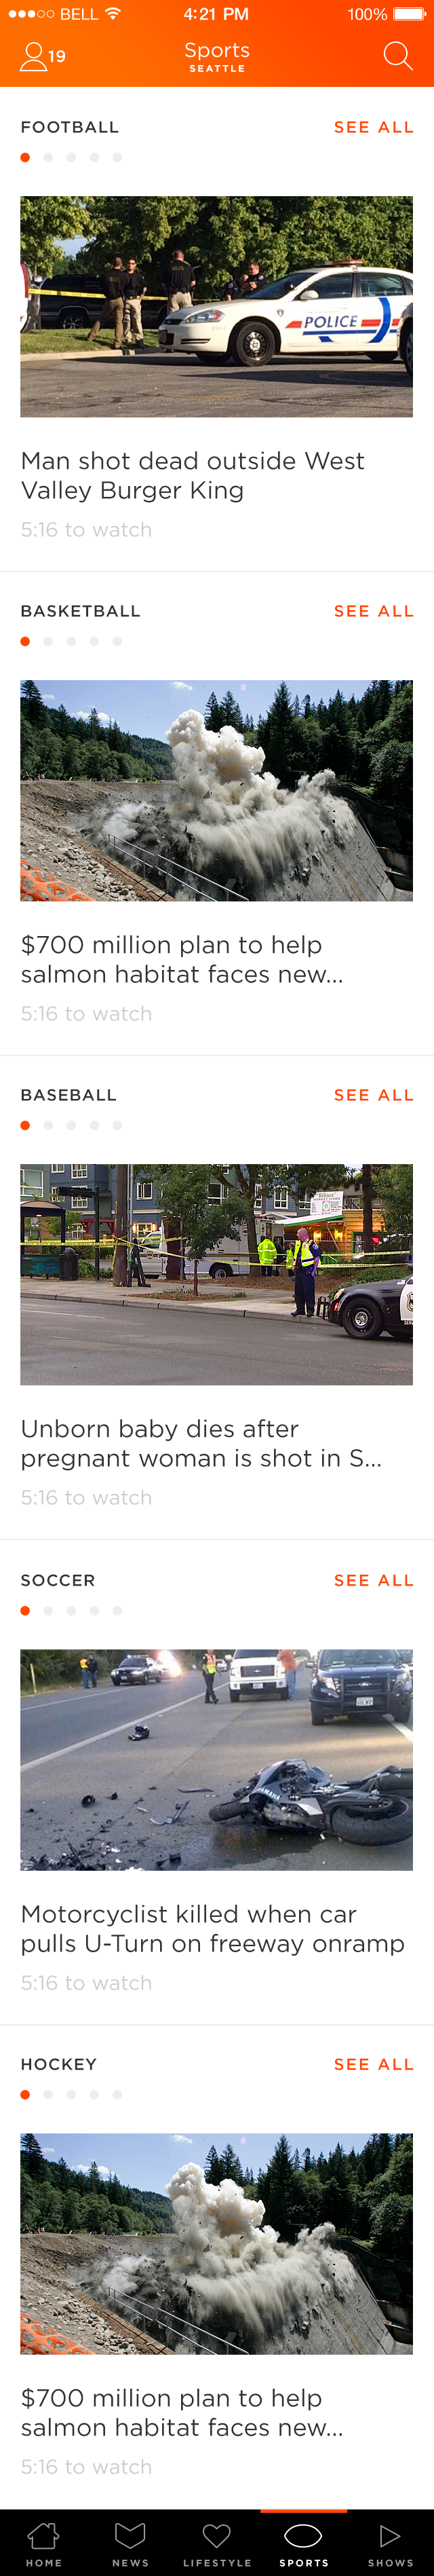 BELL 4:21 PM 100%
19 Sports
SEATTLE
FOOTBALL SEE ALL
POLICE
Man shot dead outside West
Valley Burger King
5:16 to watch
BASKETBALL SEE ALL
$700 million plan to help
salmon habitat faces new...
5:16 to watch
BASEBALL SEE ALL
Unborn baby dies after
pregnant woman is shot in S...
5:16 to watch
SOCCER SEE ALL
YAMAHA
Motorcyclist killed when car
pulls U-Turn on freeway onramp
5:16 to watch
HOCKEY SEE ALL
$700 million plan to help
salmon habitat faces new...
5:16 to watch
HOME NEWS LIFESTYLE SPORTS SHOWS